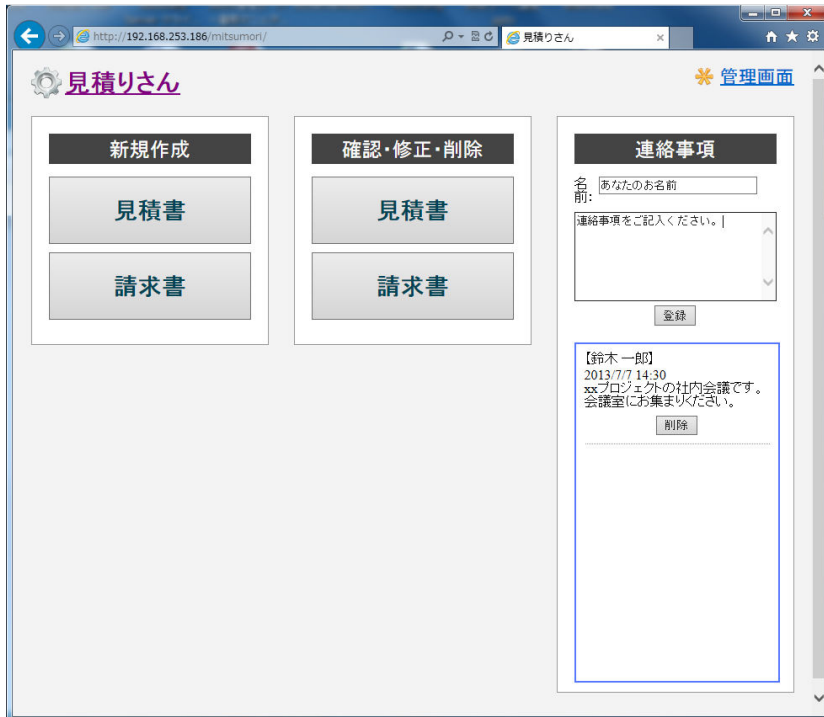 http://192.168.253.186/mitsumori/
見積りさん
見積りさん
管理画面
新規作成
見積書
請求書
確認・修正・削除
見積書
請求書
連絡事項
名前:
あなたのお名前
連絡事項をご記入ください。
登録
【鈴木 一郎】
2013/7/7 14:30
xxプロジェクトの社内会議です。
会議室にお集まりください。
削除